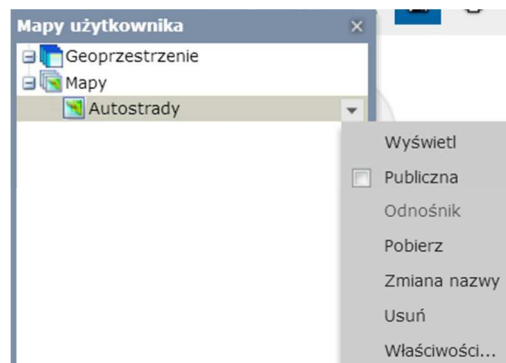 Mapy użytkownika
Geoprzestrzenie
Mapy
Autostrady
Wyświetl
Publiczna
Odnośnik
Pobierz
Zmiana nazwy
Usuń
Właściwości...